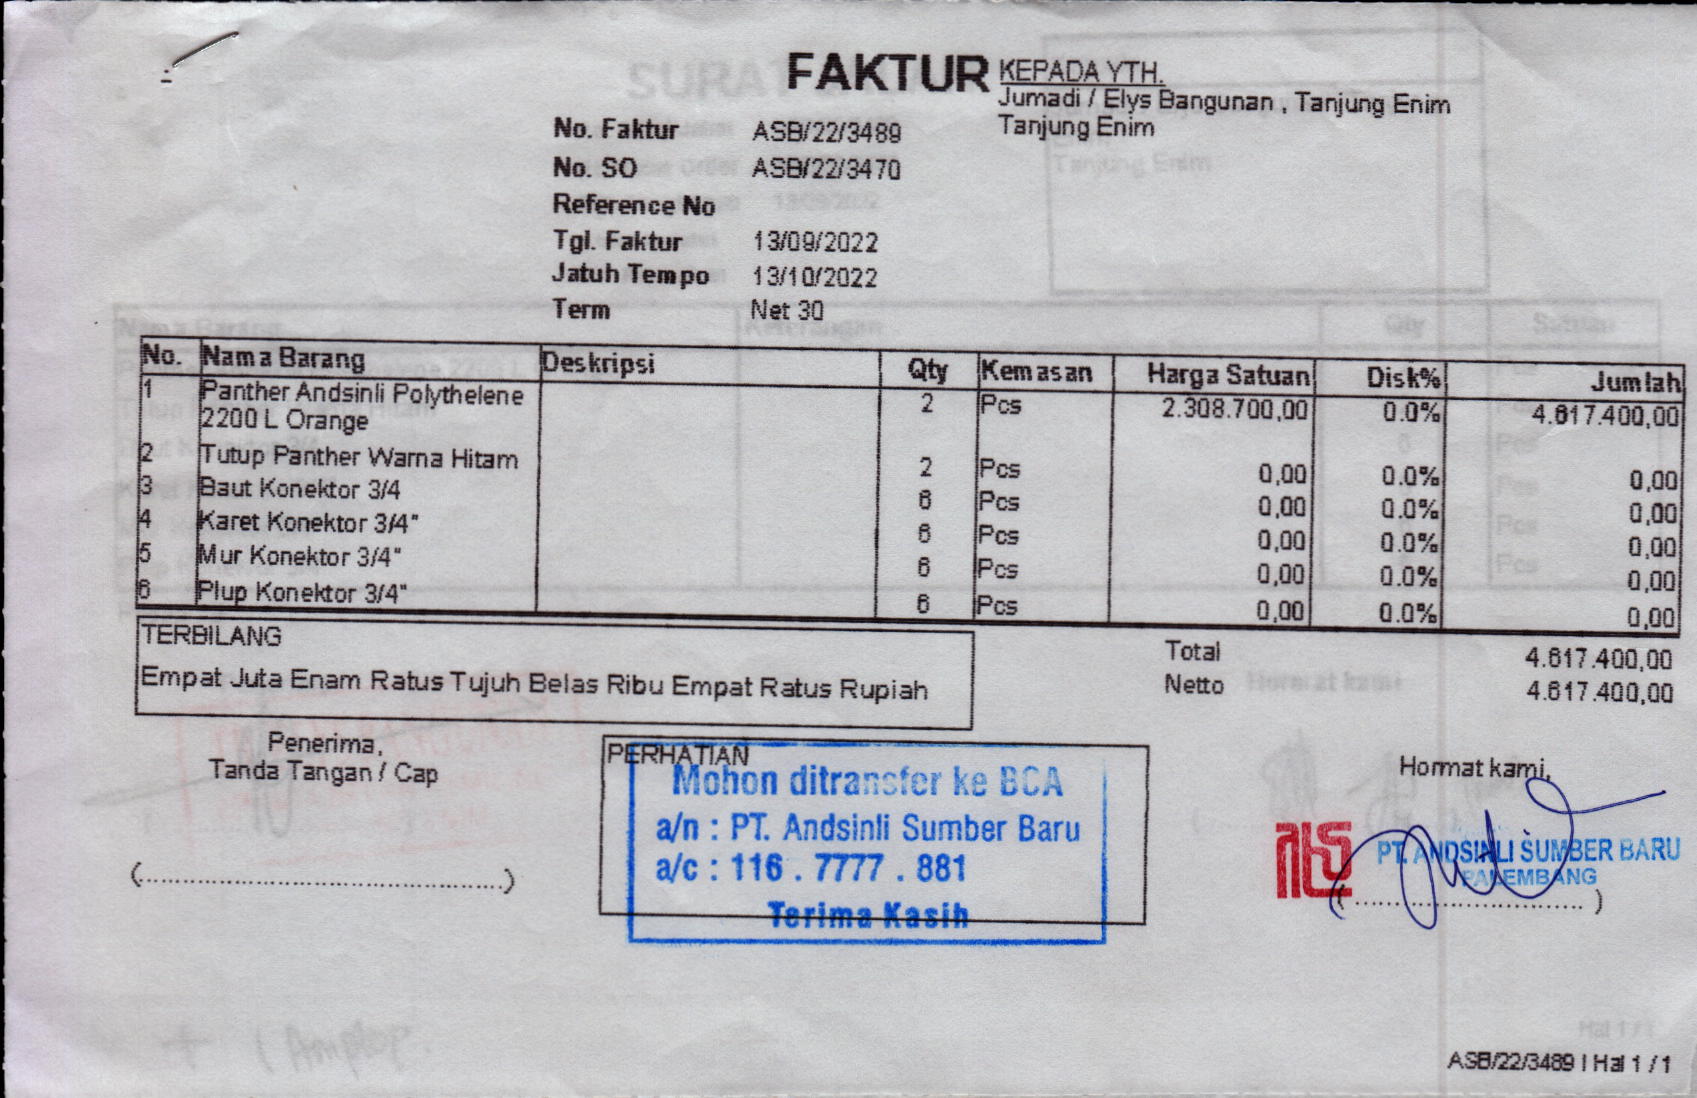 FAKTUR
KEPADA YTH.
Jumadi / Elys Bangunan , Tanjung Enim
Tanjung Enim
No. Faktur ASB/22/3489
No. SO ASB/22/3470
Reference No
Tgl. Faktur 13/09/2022
Jatuh Tempo 13/10/2022
Term Net 30
No. Nama Barang Deskripsi Qty Kemasan Harga Satuan Disk% Jumlah
1 Panther Andsinli Polythelene 2 Pcs 2.308.700,00 0.0% 4.617.400,00
2200 L Orange
2 Tutup Panther Warna Hitam 2 Pcs 0,00 0.0% 0,00
3 Baut Konektor 3/4 6 Pcs 0,00 0.0% 0,00
4 Karet Konektor 3/4" 6 Pcs 0,00 0.0% 0,00
5 Mur Konektor 3/4" 6 Pcs 0,00 0.0% 0,00
6 Plup Konektor 3/4" 6 Pcs 0,00 0.0% 0,00
TERBILANG
Empat Juta Enam Ratus Tujuh Belas Ribu Empat Ratus Rupiah
Total 4.617.400,00
Netto 4.617.400,00
Penerima,
Tanda Tangan / Cap
(...............................................)
PERHATIAN
Mohon ditransfer ke BCA
a/n : PT. Andsinli Sumber Baru
a/c : 116 . 7777 . 881
Terima Kasih
Hormat kami,
PT. ANDSINLI SUMBER BARU
PALEMBANG
(.............................. )
ASB/22/3489 | Hal 1 / 1